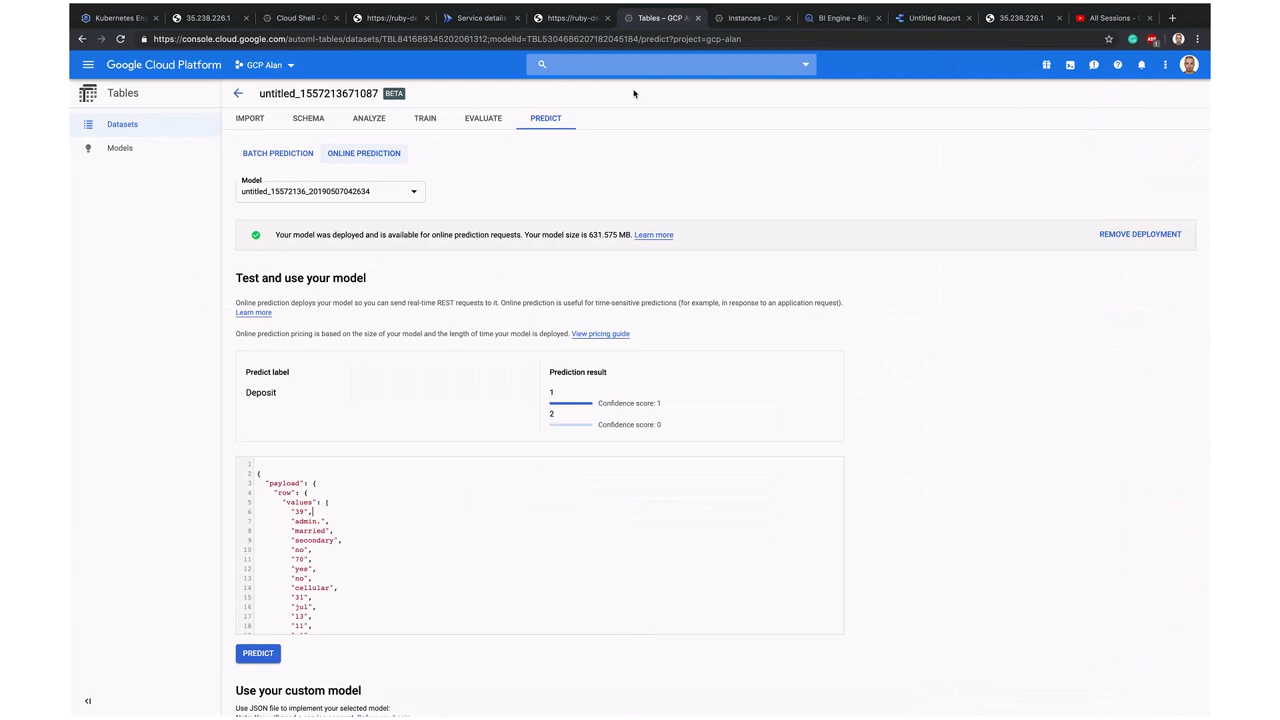 Kubernetes Eng
35.238.226.1
Cloud Shell –
https://ruby-de
Service details
https://ruby-de
Tables – GCP A
Instances – Dat
BI Engine – Big
Untitled Report
35.238.226.1
All Sessions – G
https://console.cloud.google.com/automl-tables/datasets/TBL841689345202061312;modelId=TBL5304686207182045184/predict?project=gcp-alan
Google Cloud Platform
GCP Alan
Tables
untitled_1557213671087 BETA
Datasets
Models
IMPORT SCHEMA ANALYZE TRAIN EVALUATE PREDICT
BATCH PREDICTION ONLINE PREDICTION
Model
untitled_15572136_20190507042634
Your model was deployed and is available for online prediction requests. Your model size is 631.575 MB. Learn more
REMOVE DEPLOYMENT
Test and use your model
Online prediction deploys your model so you can send real-time REST requests to it. Online prediction is useful for time-sensitive predictions (for example, in response to an application request).
Learn more
Online prediction pricing is based on the size of your model and the length of time your model is deployed. View pricing guide
Predict label
Deposit
Prediction result
1
Confidence score: 1
2
Confidence score: 0
1
2 {
3 "payload": {
4 "row": {
5 "values": [
6 "39",
7 "admin.",
8 "married",
9 "secondary",
10 "no",
11 "70",
12 "yes",
13 "no",
14 "cellular",
15 "31",
16 "jul",
17 "13",
18 "11",
PREDICT
Use your custom model
Use JSON file to implement your selected model: